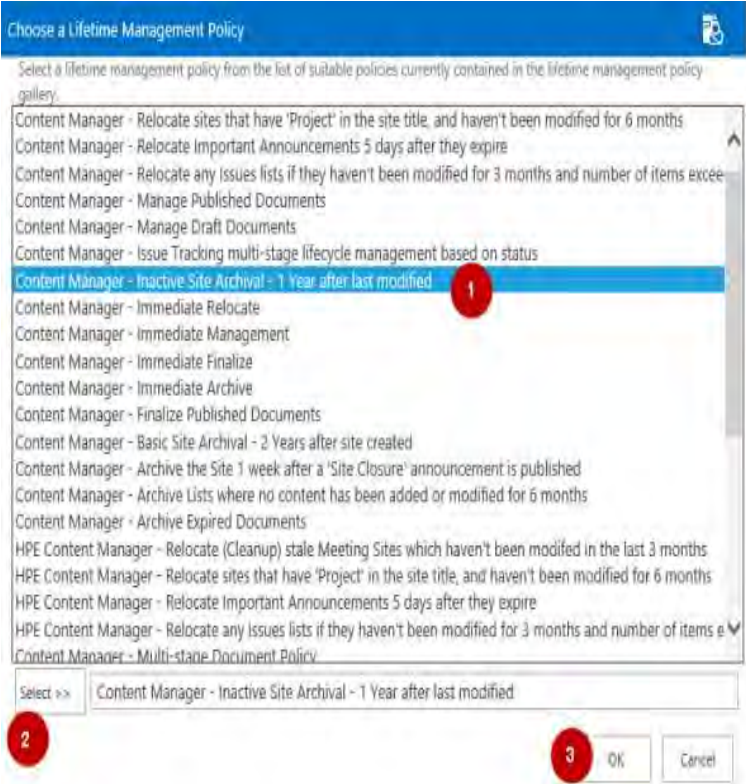 Choose a Lifetime Management Policy
Select a lifetime management policy from the list of suitable policies currently contained in the lifetime management policy
gallery.
Content Manager - Relocate sites that have 'Project' in the site title, and haven't been modified for 6 months
Content Manager - Relocate Important Announcements 5 days after they expire
Content Manager - Relocate any Issues lists if they haven't been modified for 3 months and number of items excee
Content Manager - Manage Published Documents
Content Manager - Manage Draft Documents
Content Manager - Issue Tracking multi-stage lifecycle management based on status
Content Manager - Inactive Site Archival - 1 Year after last modified
1
Content Manager - Immediate Relocate
Content Manager - Immediate Management
Content Manager - Immediate Finalize
Content Manager - Immediate Archive
Content Manager - Finalize Published Documents
Content Manager - Basic Site Archival - 2 Years after site created
Content Manager - Archive the Site 1 week after a 'Site Closure' announcement is published
Content Manager - Archive Lists where no content has been added or modified for 6 months
Content Manager - Archive Expired Documents
HPE Content Manager - Relocate (Cleanup) stale Meeting Sites which haven't been modifed in the last 3 months
HPE Content Manager - Relocate sites that have 'Project' in the site title, and haven't been modified for 6 months
HPE Content Manager - Relocate Important Announcements 5 days after they expire
HPE Content Manager - Relocate any Issues lists if they haven't been modified for 3 months and number of items e
Content Manager - Multi-stage Document Policy
Select >> Content Manager - Inactive Site Archival - 1 Year after last modified
2
3 OK Cancel